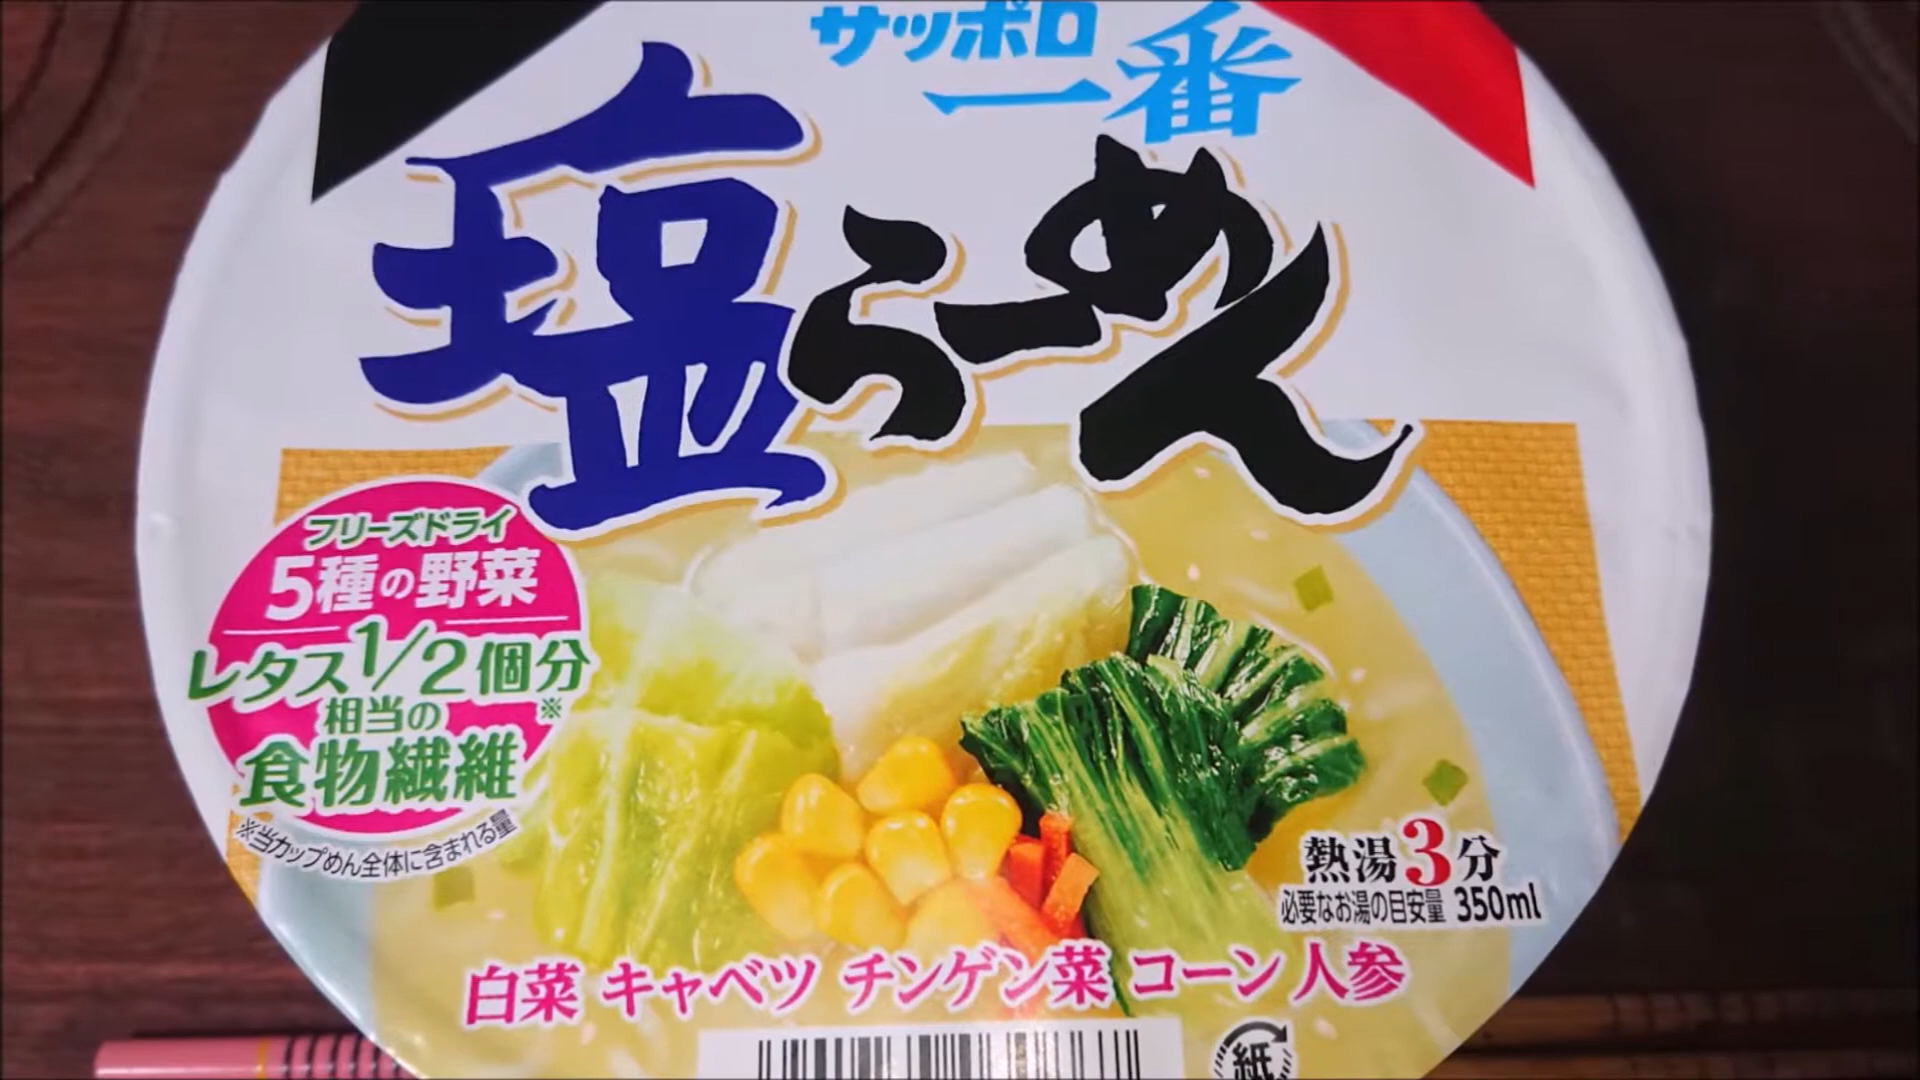 サッポロ
一番
塩らーめん
フリーズドライ
5種の野菜
レタス1/2個分
相当の※
食物繊維
※当カップめん全体に含まれる量
熱湯3分
必要なお湯の目安量 350ml
白菜 キャベツ チンゲン菜 コーン 人参
紙